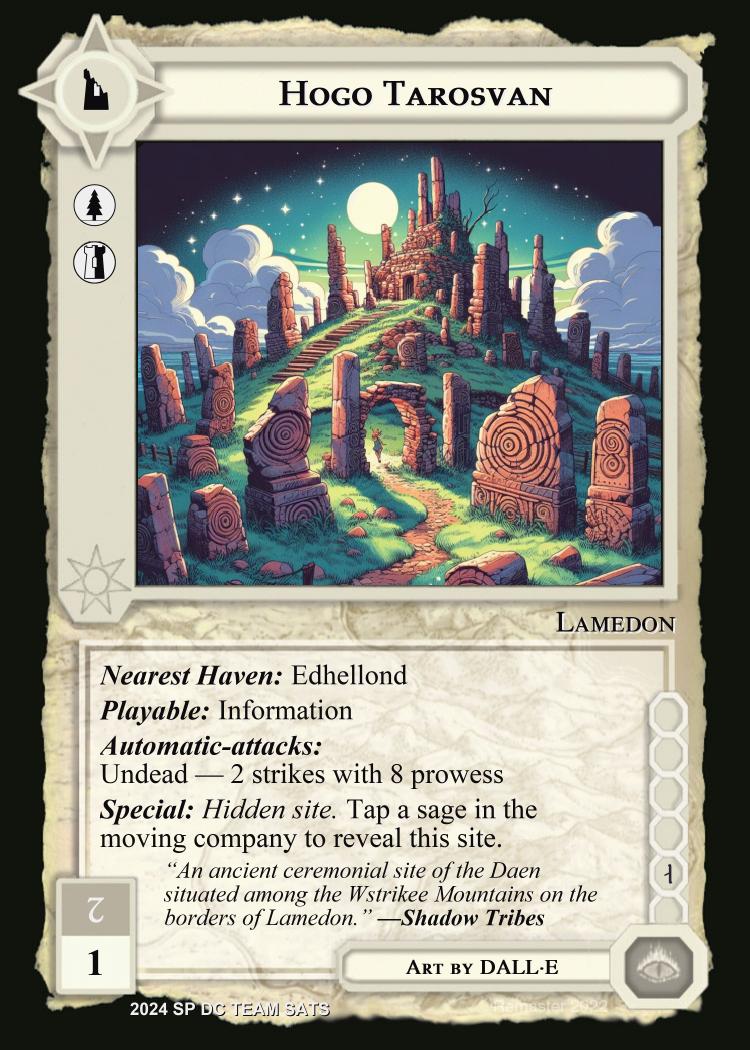 Hogo Tarosvan
Lamedon
Nearest Haven: Edhellond
Playable: Information
Automatic-attacks:
Undead — 2 strikes with 8 prowess
Special: Hidden site. Tap a sage in the
moving company to reveal this site.
“An ancient ceremonial site of the Daen
situated among the Wstrikee Mountains on the
borders of Lamedon.” —Shadow Tribes
2
1
Art by DALL·E
2024 SP DC TEAM SATS
Remaster 2022